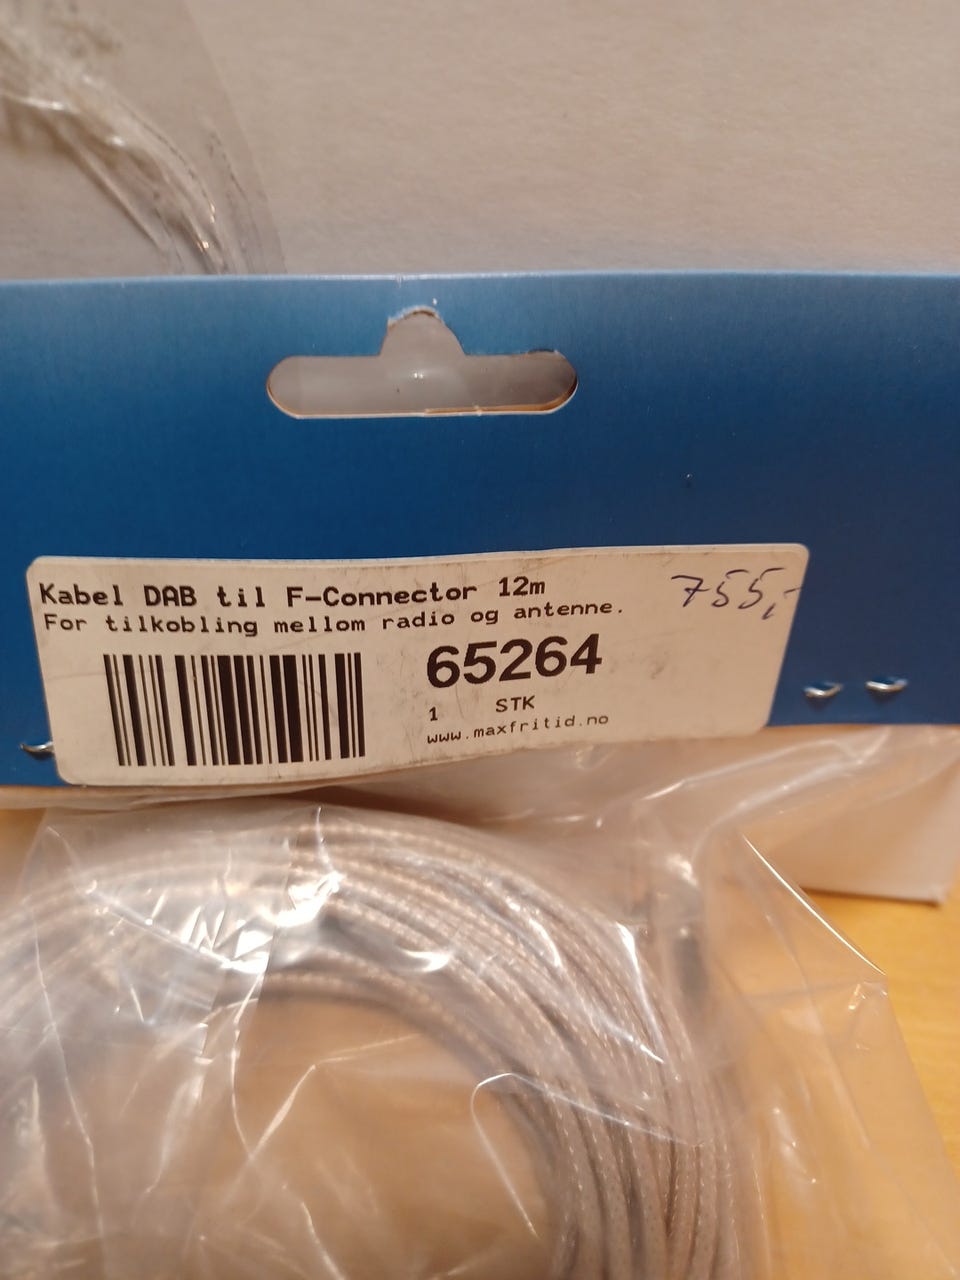 Kabel DAB til F-Connector 12m
755,-
For tilkobling mellom radio og antenne.
65264
1 STK
www.maxfritid.no